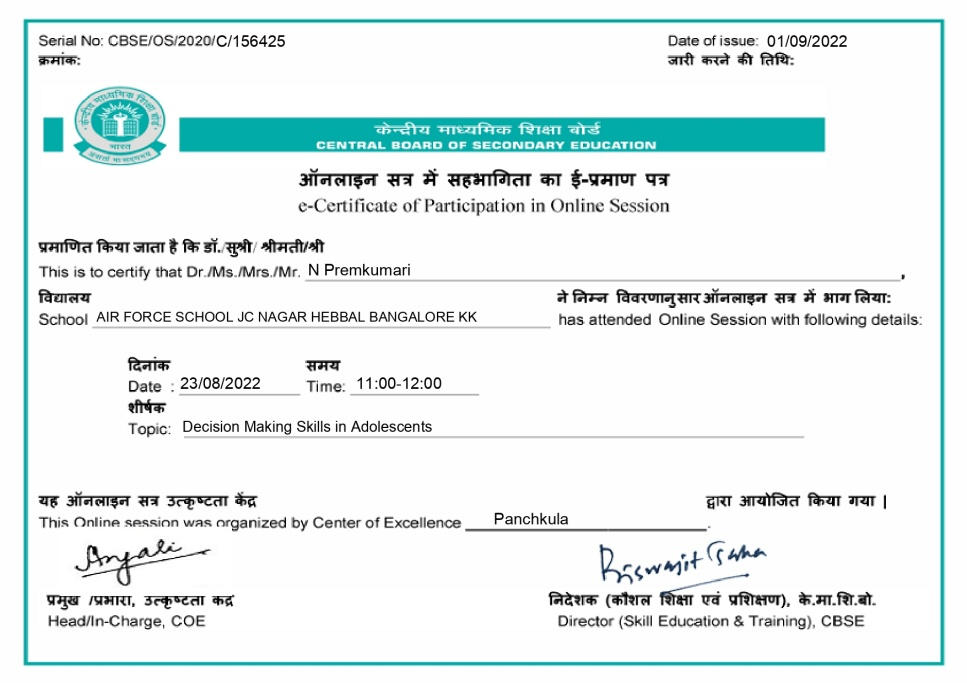 Serial No: CBSE/OS/2020/C/156425
Date of issue: 01/09/2022
क्रमांक:
जारी करने की तिथि:
केन्द्रीय माध्यमिक शिक्षा बोर्ड
भारत
असतो मा सद्गमय
केन्द्रीय माध्यमिक शिक्षा बोर्ड
CENTRAL BOARD OF SECONDARY EDUCATION
ऑनलाइन सत्र में सहभागिता का ई-प्रमाण पत्र
e-Certificate of Participation in Online Session
प्रमाणित किया जाता है कि डॉ./सुश्री/ श्रीमती/श्री
This is to certify that Dr./Ms./Mrs./Mr. N Premkumari,
विद्यालय
ने निम्न विवरणानुसार ऑनलाइन सत्र में भाग लिया:
School AIR FORCE SCHOOL JC NAGAR HEBBAL BANGALORE KK
has attended Online Session with following details:
दिनांक समय
Date : 23/08/2022 Time: 11:00-12:00
शीर्षक
Topic: Decision Making Skills in Adolescents
यह ऑनलाइन सत्र उत्कृष्टता केंद्र
द्वारा आयोजित किया गया |
This Online session was organized by Center of Excellence Panchkula.
Anjali
Biswajit Saha
प्रमुख /प्रभारा, उत्कृष्टता कद्र
निदेशक (कौशल शिक्षा एवं प्रशिक्षण), के.मा.शि.बो.
Head/In-Charge, COE
Director (Skill Education & Training), CBSE